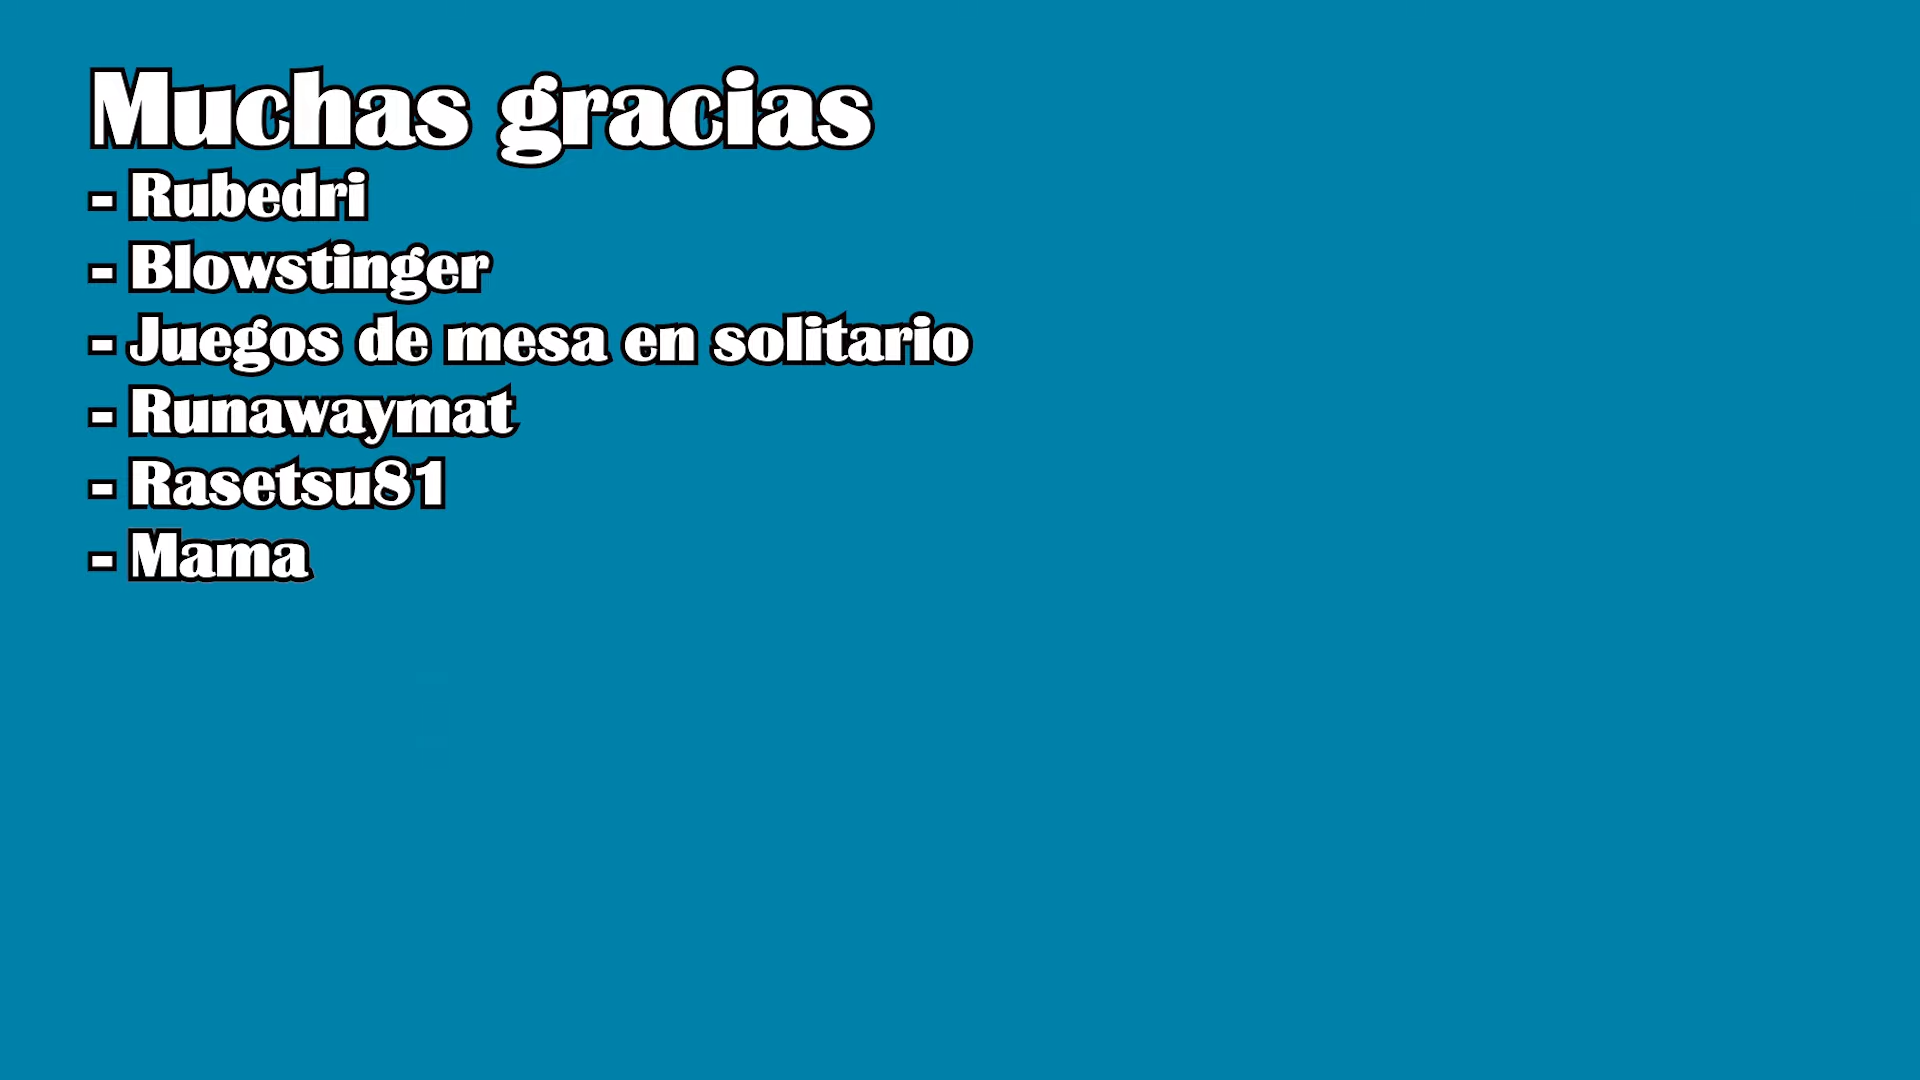 Muchas gracias
- Rubedri
- Blowstinger
- Juegos de mesa en solitario
- Runawaymat
- Rasetsu81
- Mama